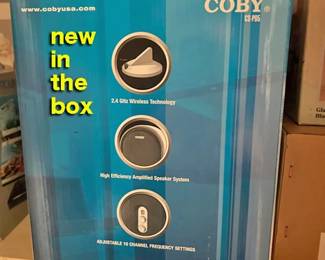 www.cobyusa.com
COBY®
CS-P95
new
in
the
box
2.4 GHz Wireless Technology
High Efficiency Amplified Speaker System
ADJUSTABLE 10 CHANNEL FREQUENCY SETTINGS